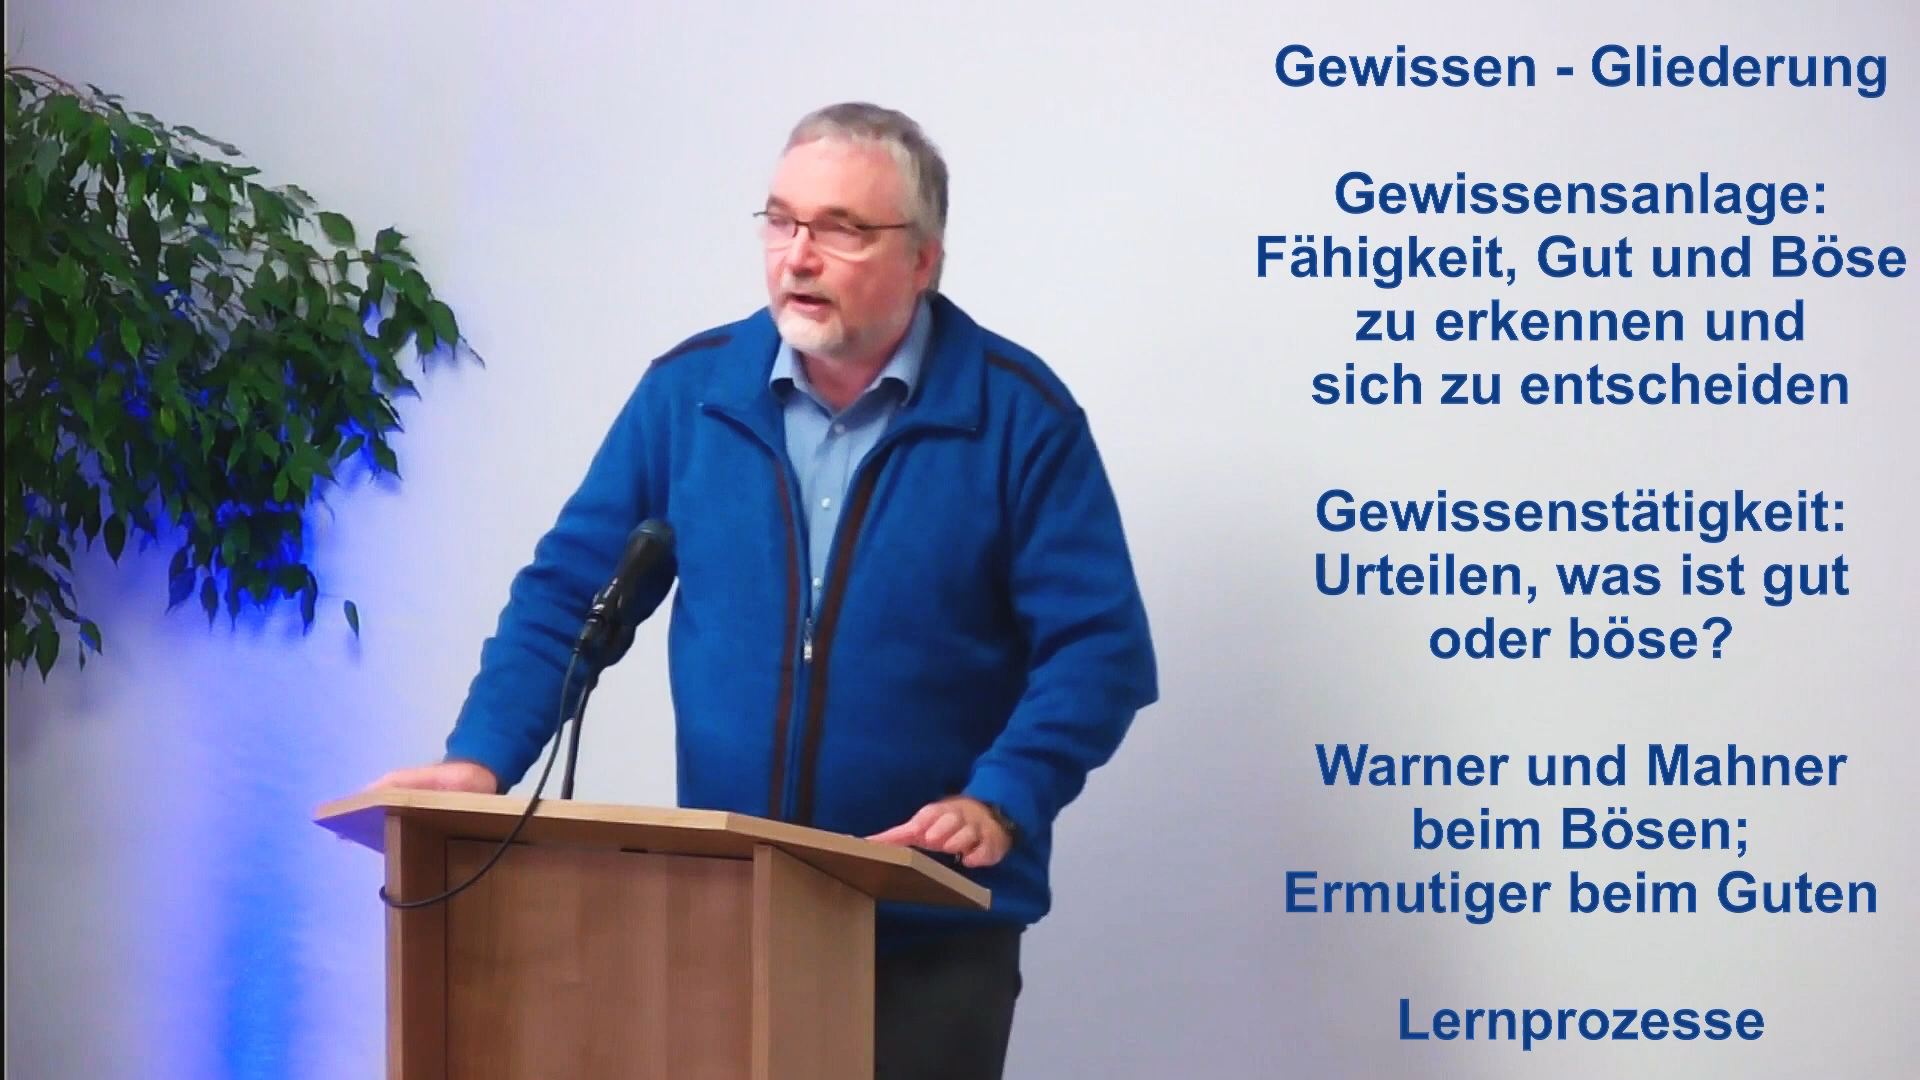 Gewissen - Gliederung
Gewissensanlage:
Fähigkeit, Gut und Böse
zu erkennen und
sich zu entscheiden
Gewissenstätigkeit:
Urteilen, was ist gut
oder böse?
Warner und Mahner
beim Bösen;
Ermutiger beim Guten
Lernprozesse